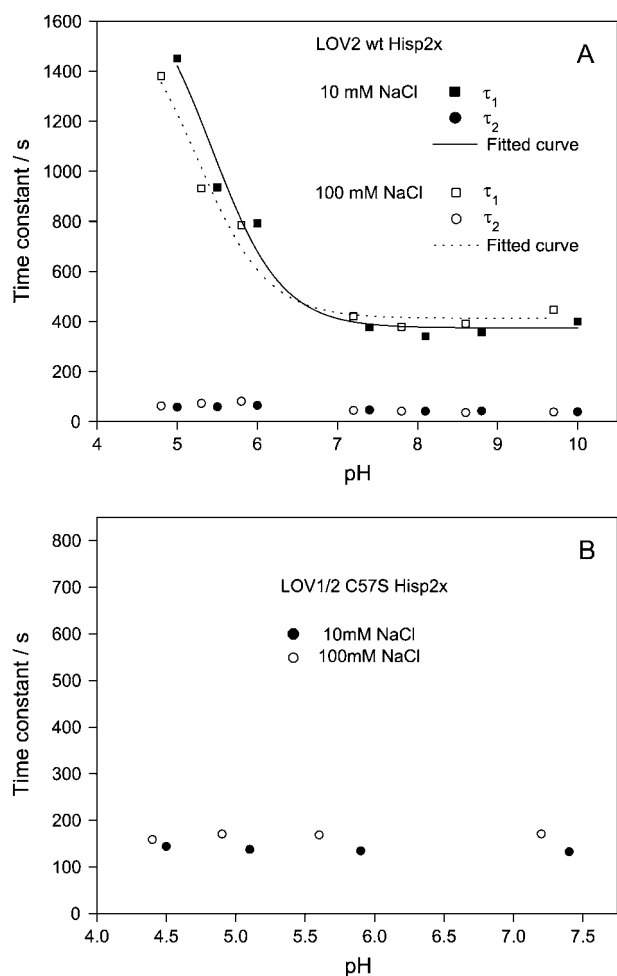 A
LOV2 wt Hisp2x
10 mM NaCl
τ1
τ2
Fitted curve
100 mM NaCl
τ1
τ2
Fitted curve
Time constant / s
1600
1400
1200
1000
800
600
400
200
0
4 5 6 7 8 9 10
pH
B
LOV1/2 C57S Hisp2x
10mM NaCl
100mM NaCl
Time constant / s
800
700
600
500
400
300
200
100
0
4.0 4.5 5.0 5.5 6.0 6.5 7.0 7.5
pH